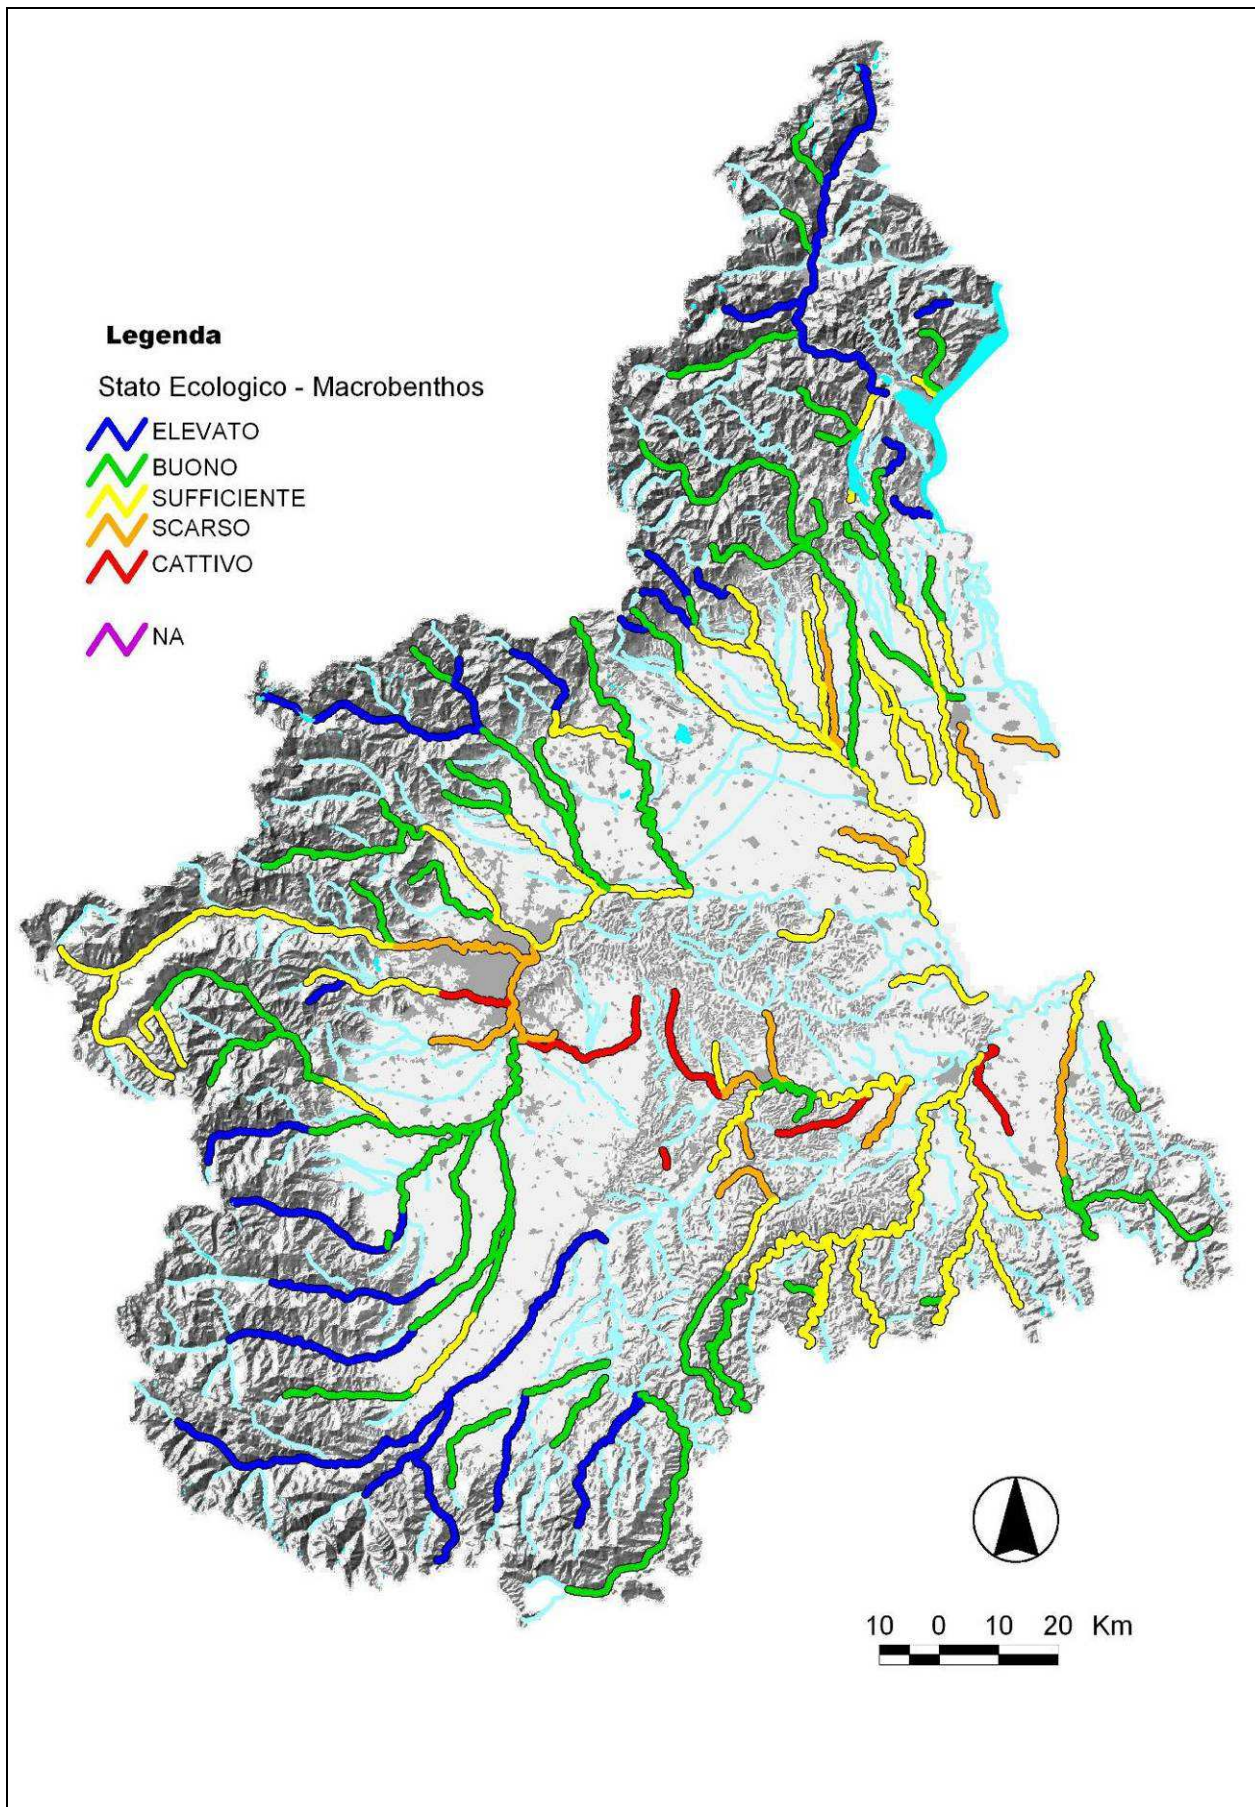 Legenda
Stato Ecologico - Macrobenthos
ELEVATO
BUONO
SUFFICIENTE
SCARSO
CATTIVO
NA
10 0 10 20 Km